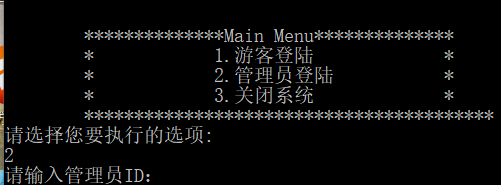 **************Main Menu**************
* 1.游客登陆 *
* 2.管理员登陆 *
* 3.关闭系统 *
*****************************************
请选择您要执行的选项:
2
请输入管理员ID: